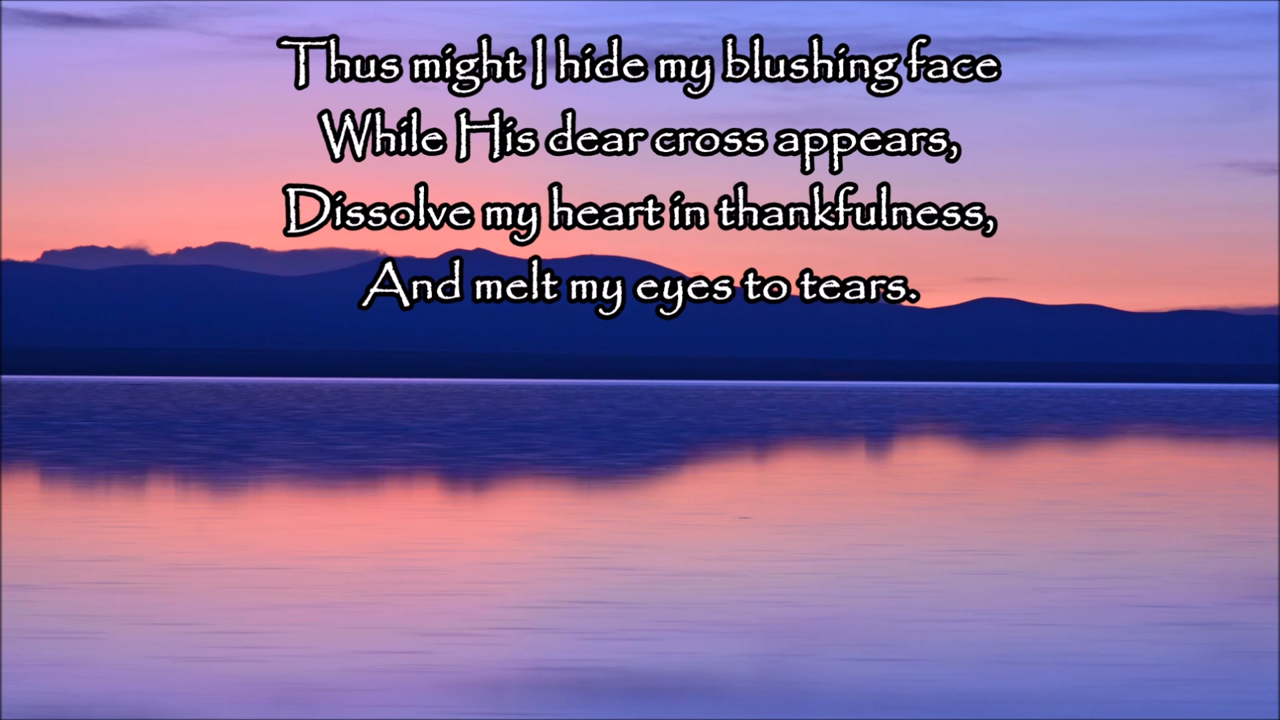 Thus might I hide my blushing face
While His dear cross appears,
Dissolve my heart in thankfulness,
And melt my eyes to tears.